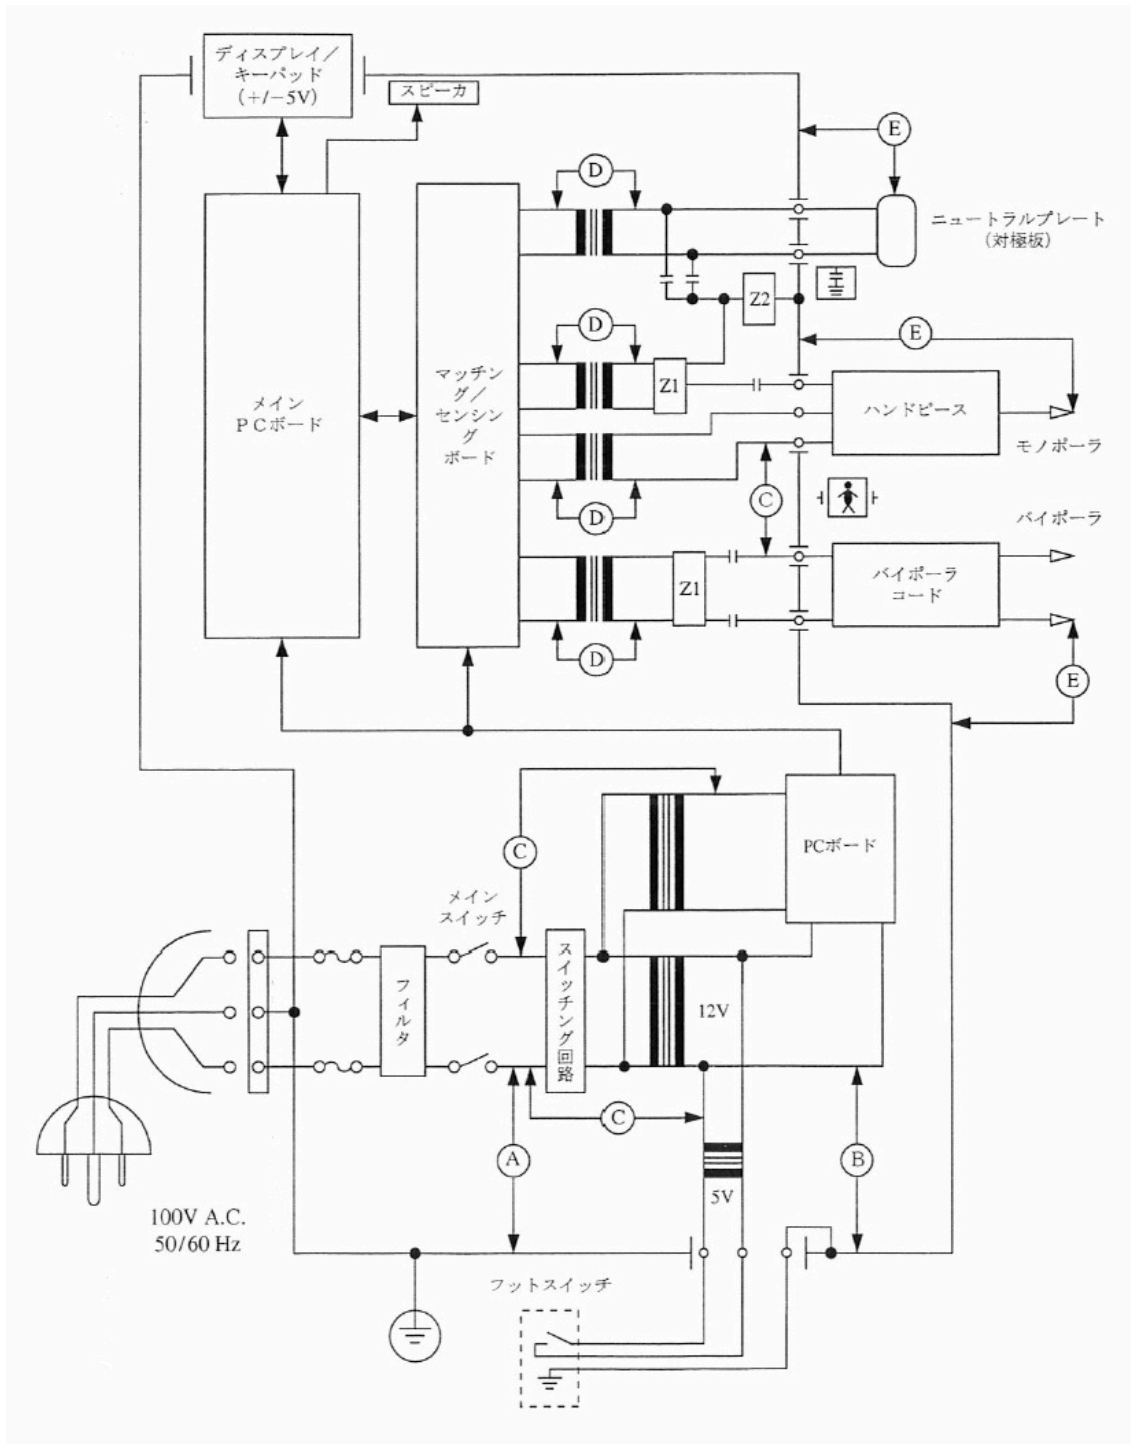 ディスプレイ/
キーパッド
(+/−5V)
スピーカ
E
D
ニュートラルプレート
(対極板)
Z2
D
E
Z1
マッチン
グ/
センシン
グ
ボード
メイン
PCボード
ハンドピース
モノポーラ
C
D
バイポーラ
バイポーラ
コード
Z1
D
E
PCボード
C
メイン
スイッチ
スイッチング回路
フィルタ
12V
C
A
B
5V
100V A.C.
50/60 Hz
フットスイッチ